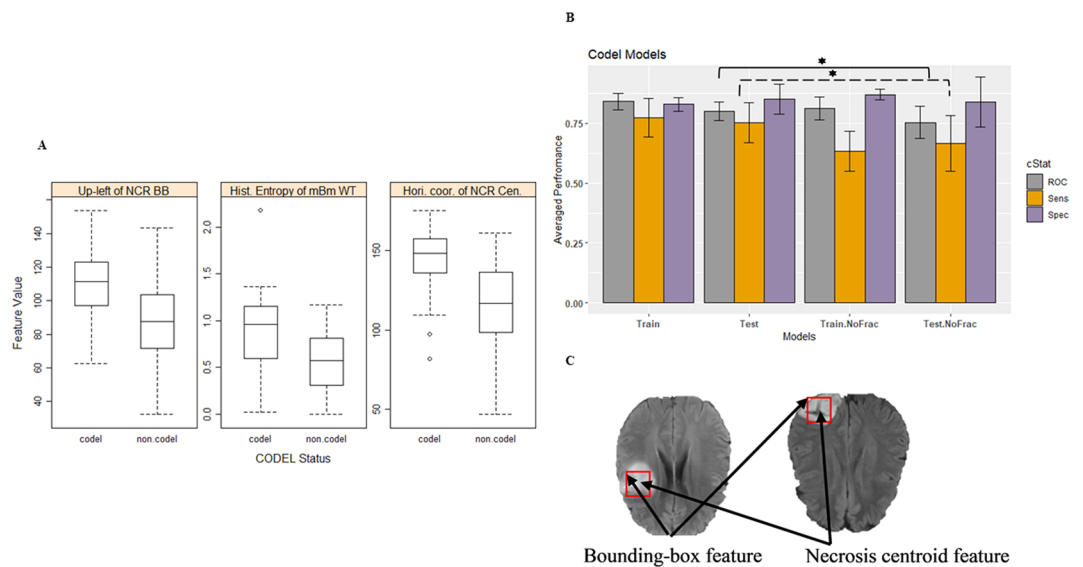 A
Up-left of NCR BB
Hist. Entropy of mBm WT
Hori. coor. of NCR Cen.
Feature Value
40
60
80
100
120
140
0.0
0.5
1.0
1.5
2.0
50
100
150
codel
non.codel
codel
non.codel
codel
non.codel
CODEL Status
B
Codel Models
*
*
Averaged Perfromance
0.75
0.50
0.25
0.00
Train
Test
Train.NoFrac
Test.NoFrac
Models
cStat
ROC
Sens
Spec
C
Bounding-box feature
Necrosis centroid feature